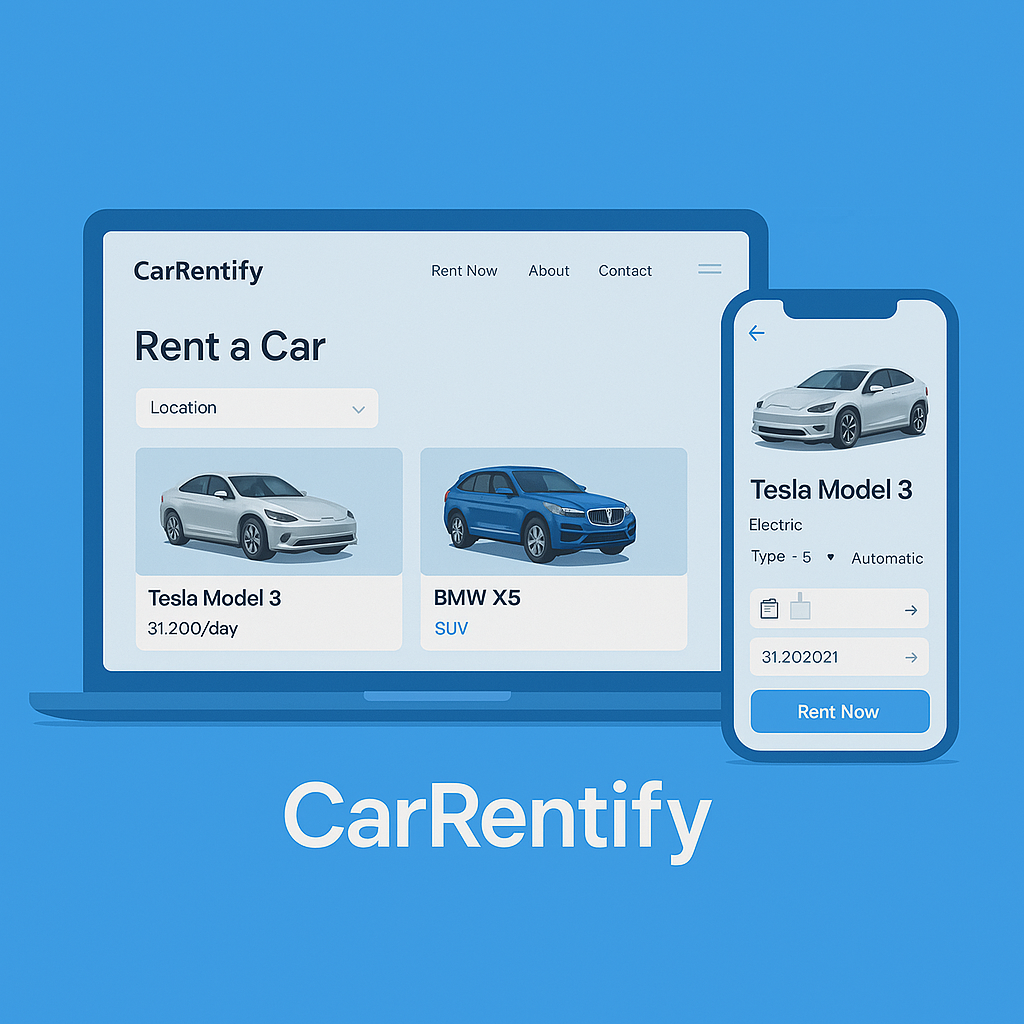 CarRentify
Rent Now About Contact
Rent a Car
Location
Tesla Model 3
31.200/day
BMW X5
SUV
Tesla Model 3
Electric
Type - 5 ♥ Automatic
31.202021
Rent Now
CarRentify